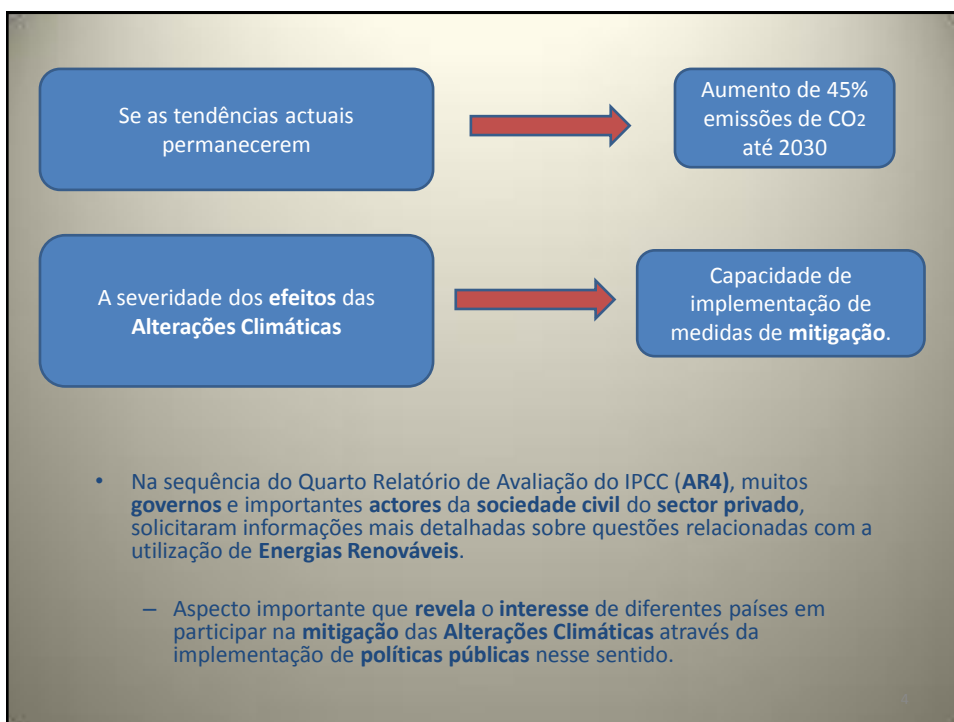 Se as tendências actuais
permanecerem
Aumento de 45%
emissões de CO2
até 2030
A severidade dos efeitos das
Alterações Climáticas
Capacidade de
implementação de
medidas de mitigação.
• Na sequência do Quarto Relatório de Avaliação do IPCC (AR4), muitos
governos e importantes actores da sociedade civil do sector privado,
solicitaram informações mais detalhadas sobre questões relacionadas com a
utilização de Energias Renováveis.
– Aspecto importante que revela o interesse de diferentes países em
participar na mitigação das Alterações Climáticas através da
implementação de políticas públicas nesse sentido.
4